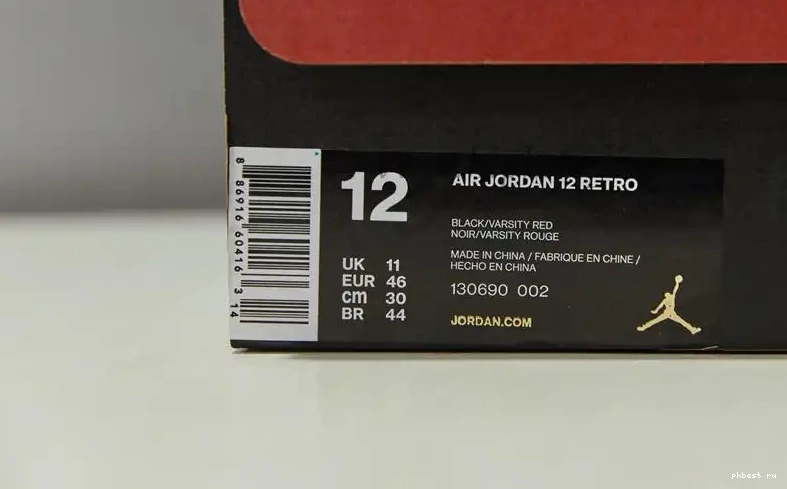 8 86916 60416 3 14
12
UK 11
EUR 46
cm 30
BR 44
AIR JORDAN 12 RETRO
BLACK/VARSITY RED
NOIR/VARSITY ROUGE
MADE IN CHINA / FABRIQUE EN CHINE /
HECHO EN CHINA
130690 002
JORDAN.COM
phbest ru